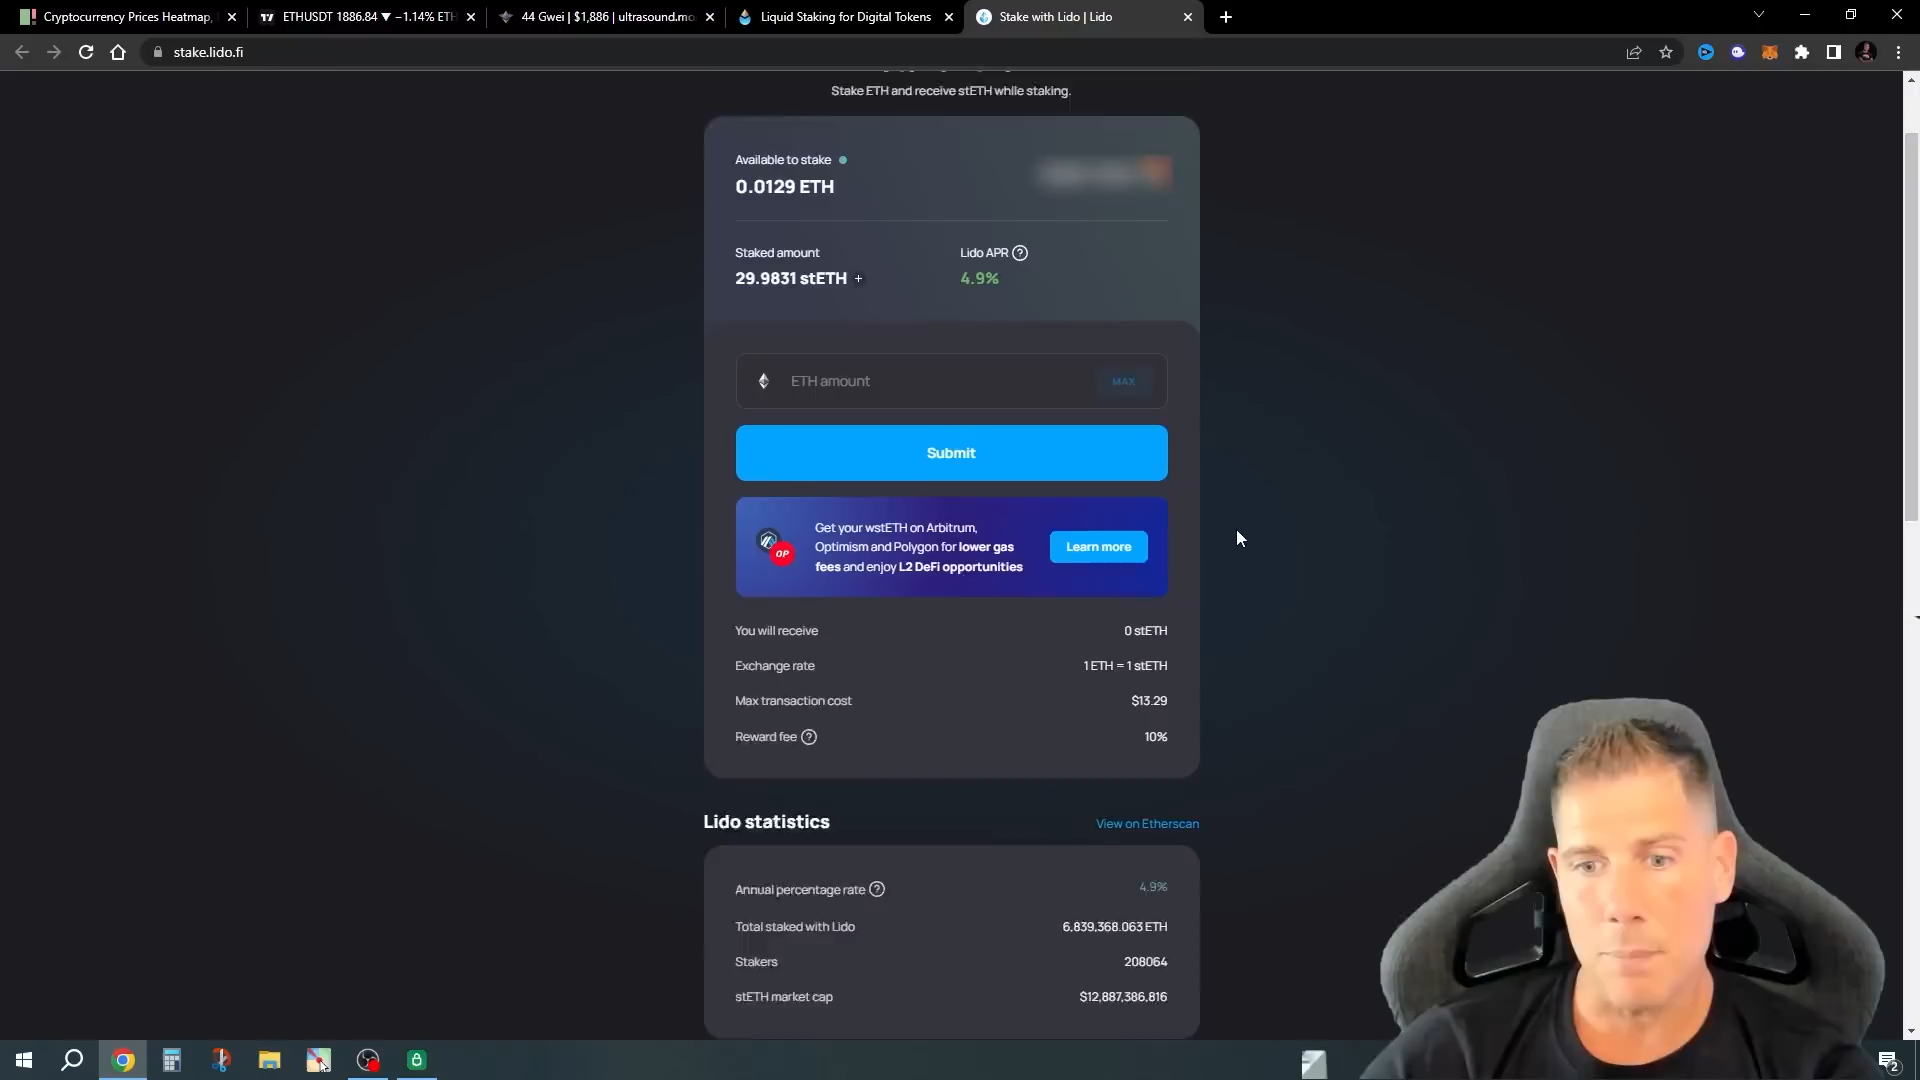 Cryptocurrency Prices Heatmap,
ETHUSDT 1886.84 ▼ −1.14% ETH
44 Gwei | $1,886 | ultrasound.mo
Liquid Staking for Digital Tokens
Stake with Lido | Lido
stake.lido.fi
Stake ETH and receive stETH while staking.
Available to stake
0.0129 ETH
Staked amount
Lido APR
29.9831 stETH +
4.9%
ETH amount
MAX
Submit
Get your wstETH on Arbitrum,
Optimism and Polygon for lower gas
fees and enjoy L2 DeFi opportunities
OP
Learn more
You will receive
0 stETH
Exchange rate
1 ETH = 1 stETH
Max transaction cost
$13.29
Reward fee
10%
Lido statistics
View on Etherscan
Annual percentage rate
4.9%
Total staked with Lido
6,839,368.063 ETH
Stakers
208064
stETH market cap
$12,887,386,816
2